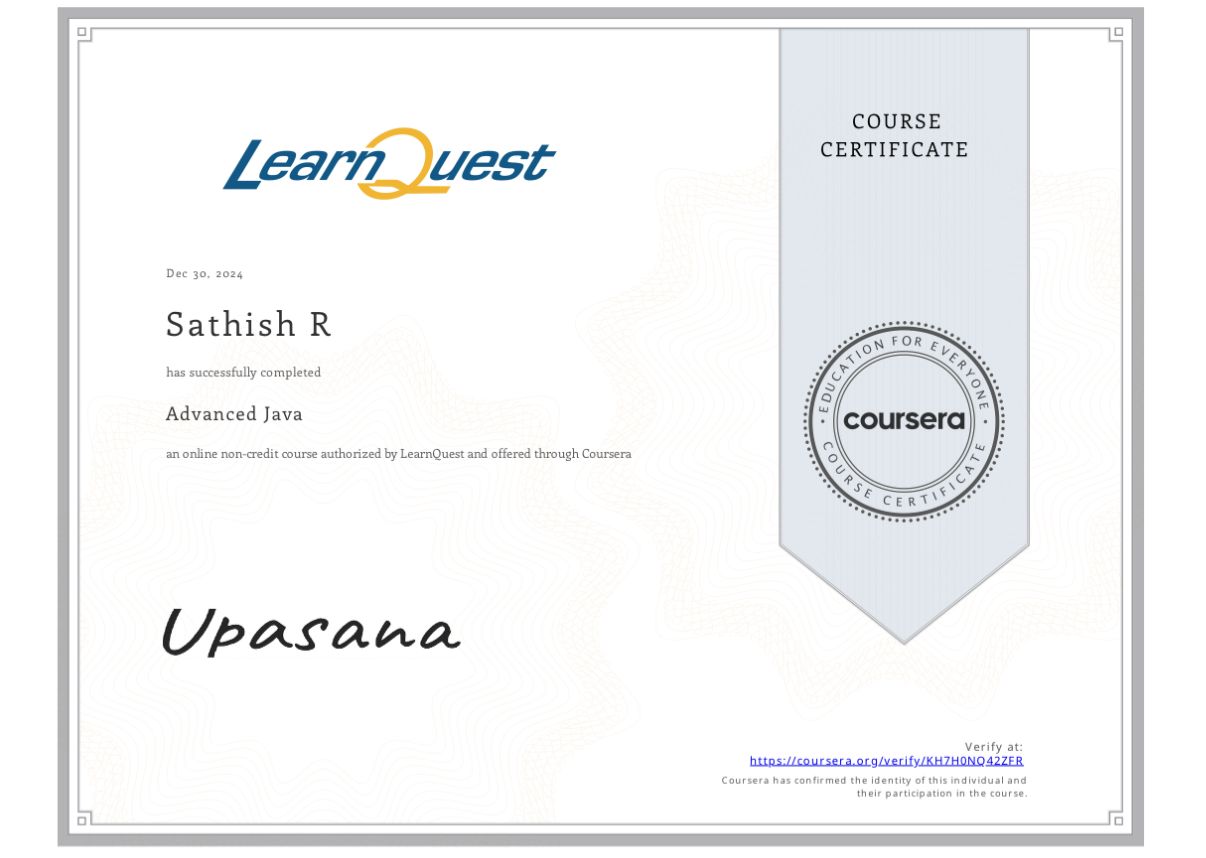 LearnQuest
COURSE
CERTIFICATE
Dec 30, 2024
Sathish R
has successfully completed
Advanced Java
an online non-credit course authorized by LearnQuest and offered through Coursera
EDUCATION FOR EVERYONE
coursera
COURSE CERTIFICATE
Upasana
Verify at:
https://coursera.org/verify/KH7H0NQ42ZFR
Coursera has confirmed the identity of this individual and
their participation in the course.